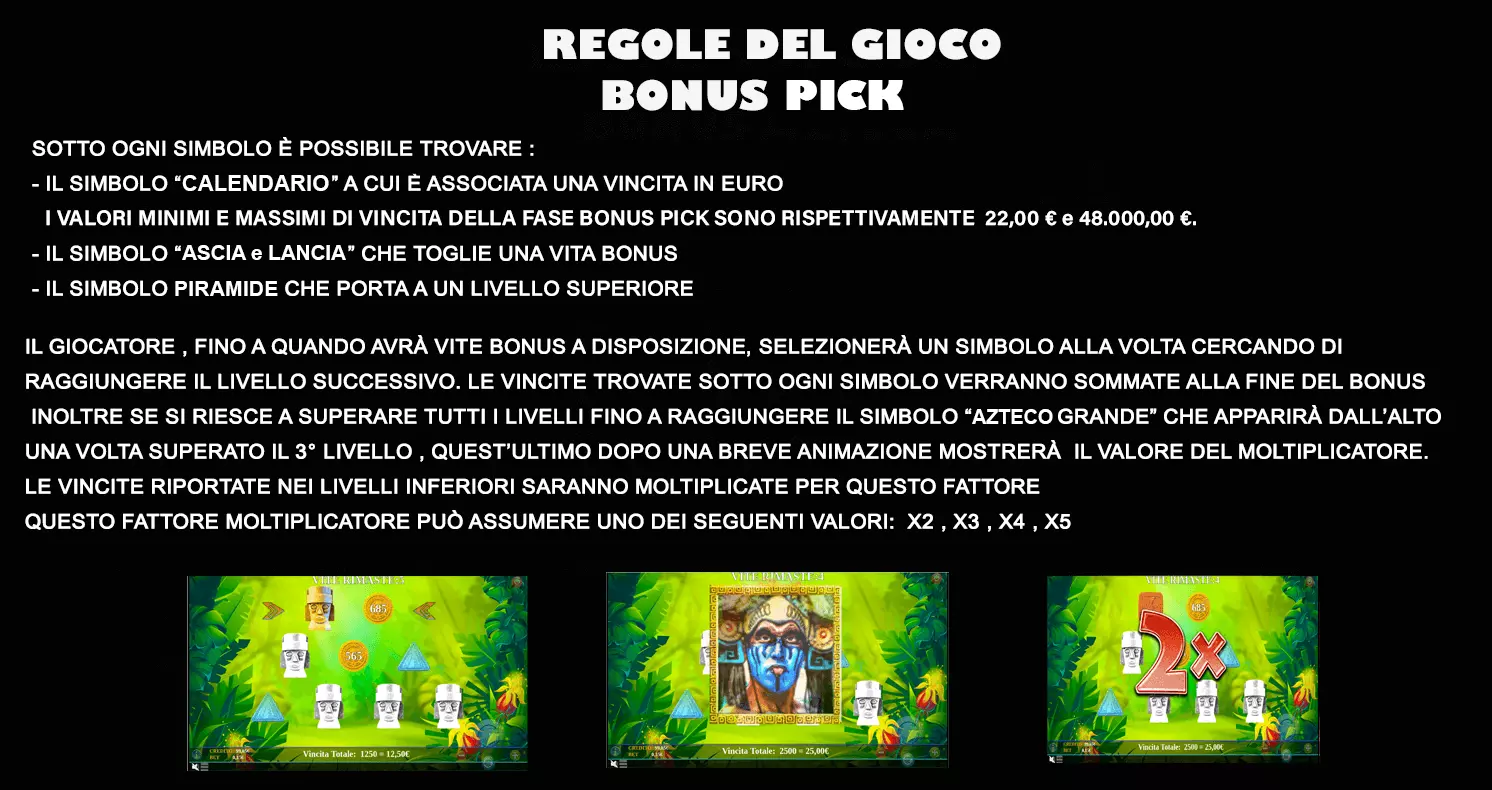 REGOLE DEL GIOCO
BONUS PICK
SOTTO OGNI SIMBOLO È POSSIBILE TROVARE :
- IL SIMBOLO “CALENDARIO” A CUI È ASSOCIATA UNA VINCITA IN EURO
I VALORI MINIMI E MASSIMI DI VINCITA DELLA FASE BONUS PICK SONO RISPETTIVAMENTE 22,00 € e 48.000,00 €.
- IL SIMBOLO “ASCIA e LANCIA” CHE TOGLIE UNA VITA BONUS
- IL SIMBOLO PIRAMIDE CHE PORTA A UN LIVELLO SUPERIORE
IL GIOCATORE , FINO A QUANDO AVRÀ VITE BONUS A DISPOSIZIONE, SELEZIONERÀ UN SIMBOLO ALLA VOLTA CERCANDO DI
RAGGIUNGERE IL LIVELLO SUCCESSIVO. LE VINCITE TROVATE SOTTO OGNI SIMBOLO VERRANNO SOMMATE ALLA FINE DEL BONUS
INOLTRE SE SI RIESCE A SUPERARE TUTTI I LIVELLI FINO A RAGGIUNGERE IL SIMBOLO “AZTECO GRANDE” CHE APPARIRÀ DALL’ALTO
UNA VOLTA SUPERATO IL 3° LIVELLO , QUEST’ULTIMO DOPO UNA BREVE ANIMAZIONE MOSTRERÀ IL VALORE DEL MOLTIPLICATORE.
LE VINCITE RIPORTATE NEI LIVELLI INFERIORI SARANNO MOLTIPLICATE PER QUESTO FATTORE
QUESTO FATTORE MOLTIPLICATORE PUÒ ASSUMERE UNO DEI SEGUENTI VALORI: X2 , X3 , X4 , X5
VITE RIMASTE:
685
565
CREDITO
BET
Vincita Totale: 1250 = 12,50€
VITE RIMASTE:4
CREDITO
BET
Vincita Totale: 2500 = 25,00€
VITE RIMASTE:4
685
2x
CREDITO
BET
Vincita Totale: 2500 = 25,00€